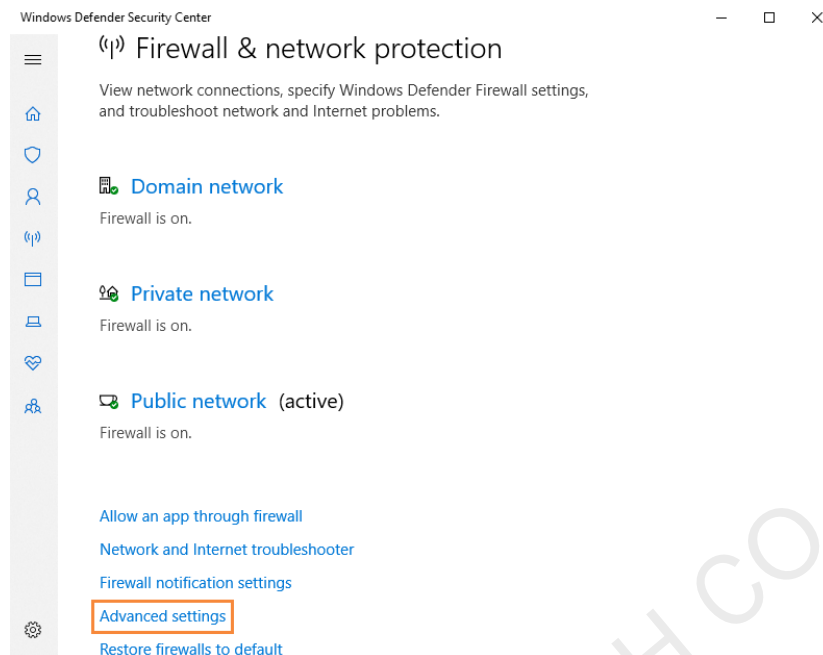 Windows Defender Security Center
Firewall & network protection
View network connections, specify Windows Defender Firewall settings,
and troubleshoot network and Internet problems.
Domain network
Firewall is on.
Private network
Firewall is on.
Public network (active)
Firewall is on.
Allow an app through firewall
Network and Internet troubleshooter
Firewall notification settings
Advanced settings
Restore firewalls to default
H CO